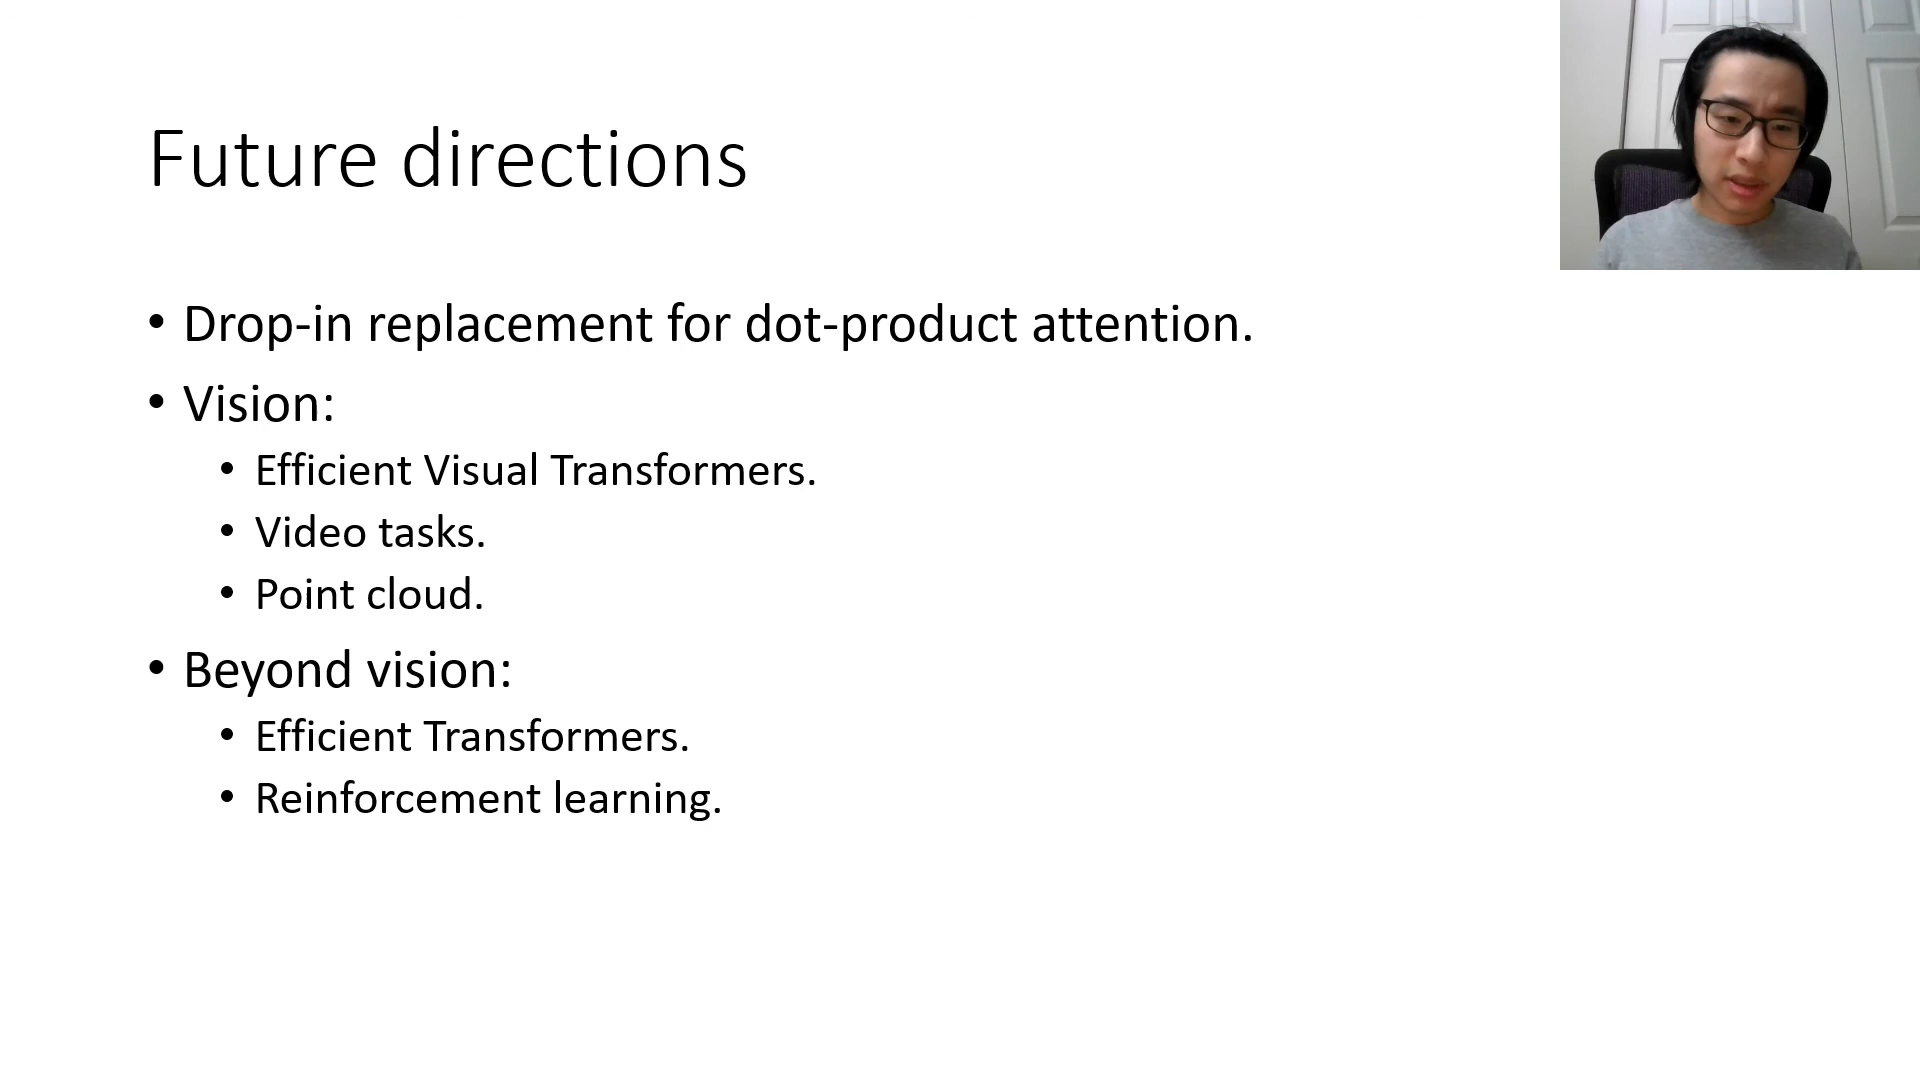 Future directions
• Drop-in replacement for dot-product attention.
• Vision:
• Efficient Visual Transformers.
• Video tasks.
• Point cloud.
• Beyond vision:
• Efficient Transformers.
• Reinforcement learning.